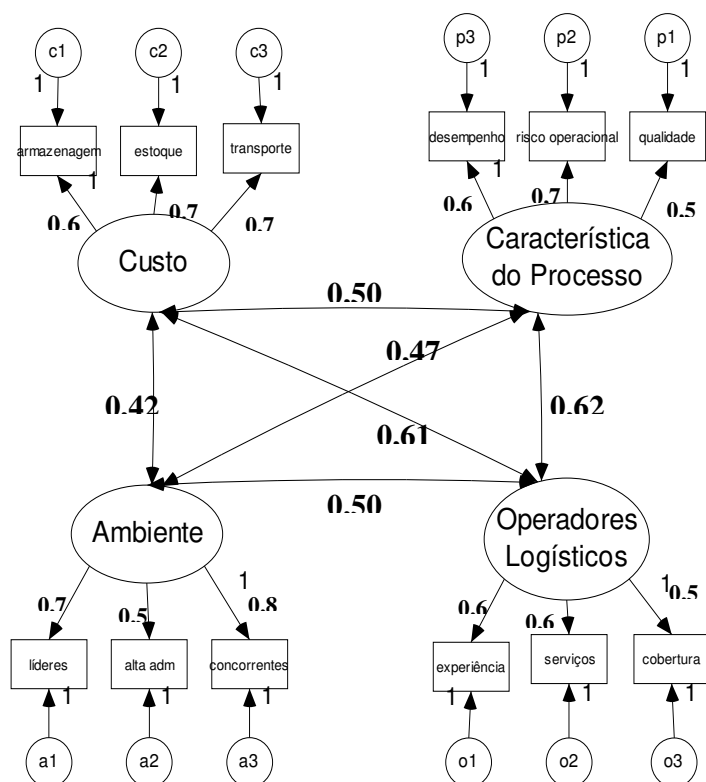 c1 c2 c3 p3 p2 p1
1 1 1 1 1 1
armazenagem estoque transporte desempenho risco operacional qualidade
1 1
0.6 0.7 0.7 0.6 0.7 0.5
Custo
Característica
do Processo
0.50
0.47
0.42 0.62
0.61
0.50
Ambiente
Operadores
Logísticos
1 1
0.7 0.5 0.8 0.6 0.6 0.5
líderes alta adm concorrentes experiência serviços cobertura
1 1 1 1 1 1
a1 a2 a3 o1 o2 o3